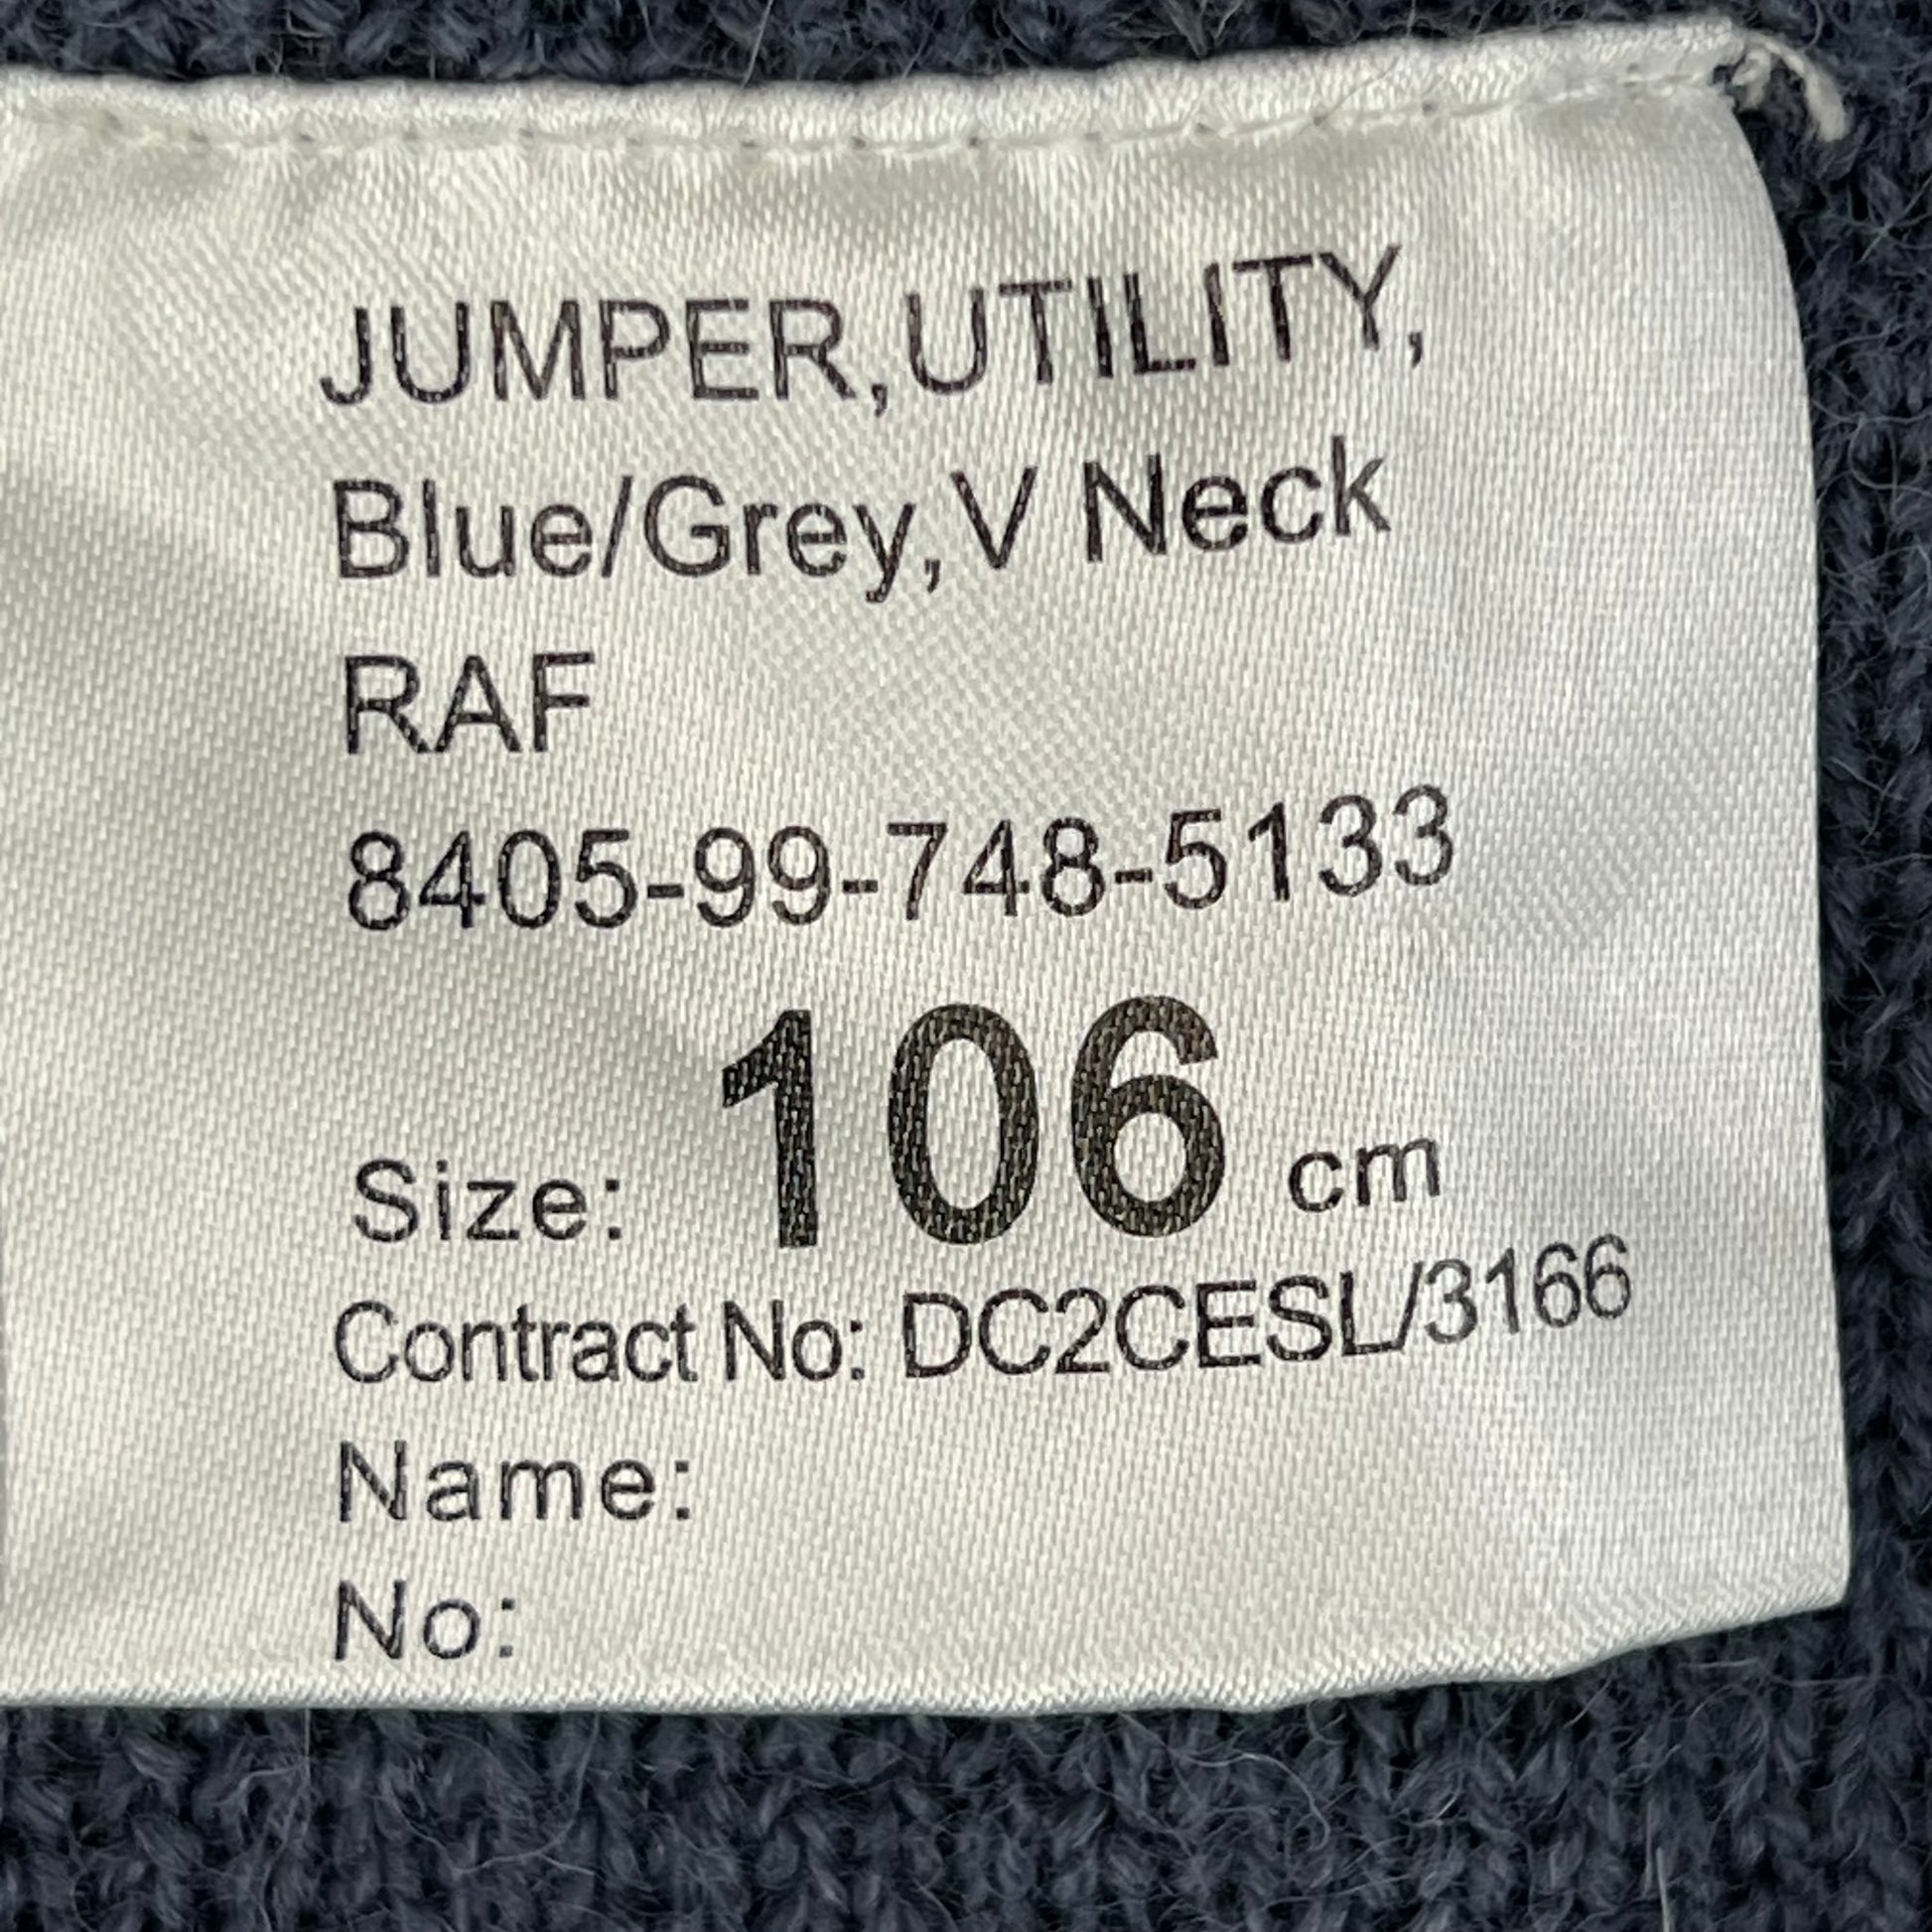 JUMPER,UTILITY,
Blue/Grey,V Neck
RAF
8405-99-748-5133
Size: 106 cm
Contract No: DC2CESL/3166
Name:
No: